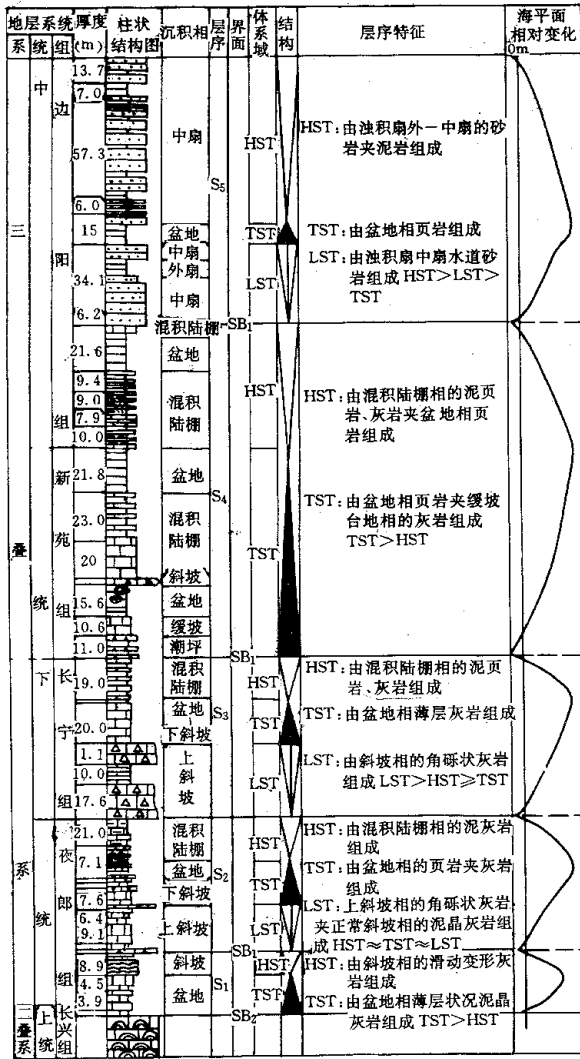 地层系统 厚度 (m) 柱状结构图 沉积相 层序 界面 体系域 结构 层序特征 海平面相对变化
系 统 组 0m
三叠系
中统
下统
边阳组
新苑组
长宁组
夜郎组
二叠系
上统
长兴组
13.7
7.0
57.3
6.0
15
34.1
6.2
21.6
9.4
9.0
7.9
10.0
21.8
23.0
20
15.6
10.6
11.0
19.0
20.0
1.1
10.0
17.6
21.0
7.1
7.6
6.4
9.1
8.9
4.5
3.9
中扇
盆地
中扇
外扇
中扇
混积陆棚
盆地
混积陆棚
盆地
混积陆棚
斜坡
盆地
缓坡
潮坪
混积陆棚
盆地
下斜坡
上斜坡
混积陆棚
盆地
下斜坡
上斜坡
斜坡
盆地
S5
S4
S3
S2
S1
SB1
SB1
SB1
SB2
HST
TST
LST
HST
TST
HST
TST
LST
HST
TST
LST
HST
TST
HST:由浊积扇外—中扇的砂
岩夹泥岩组成
TST:由盆地相页岩组成
LST:由浊积扇中扇水道砂
岩组成 HST>LST>
TST
HST:由混积陆棚相的泥页
岩、灰岩夹盆地相页
岩组成
TST:由盆地相页岩夹缓坡
台地相的灰岩组成
TST>HST
HST:由混积陆棚相的泥页
岩、灰岩组成
TST:由盆地相薄层灰岩组成
LST:由斜坡相的角砾状灰岩
组成 LST>HST≥TST
HST:由混积陆棚相的泥灰岩
组成
TST:由盆地相的页岩夹灰岩
组成
LST:上斜坡相的角砾状灰岩
夹正常斜坡相的泥晶灰岩组
成 HST≈TST≈LST
HST:由斜坡相的滑动变形灰
岩组成
TST:由盆地相薄层状况泥晶
灰岩组成 TST>HST